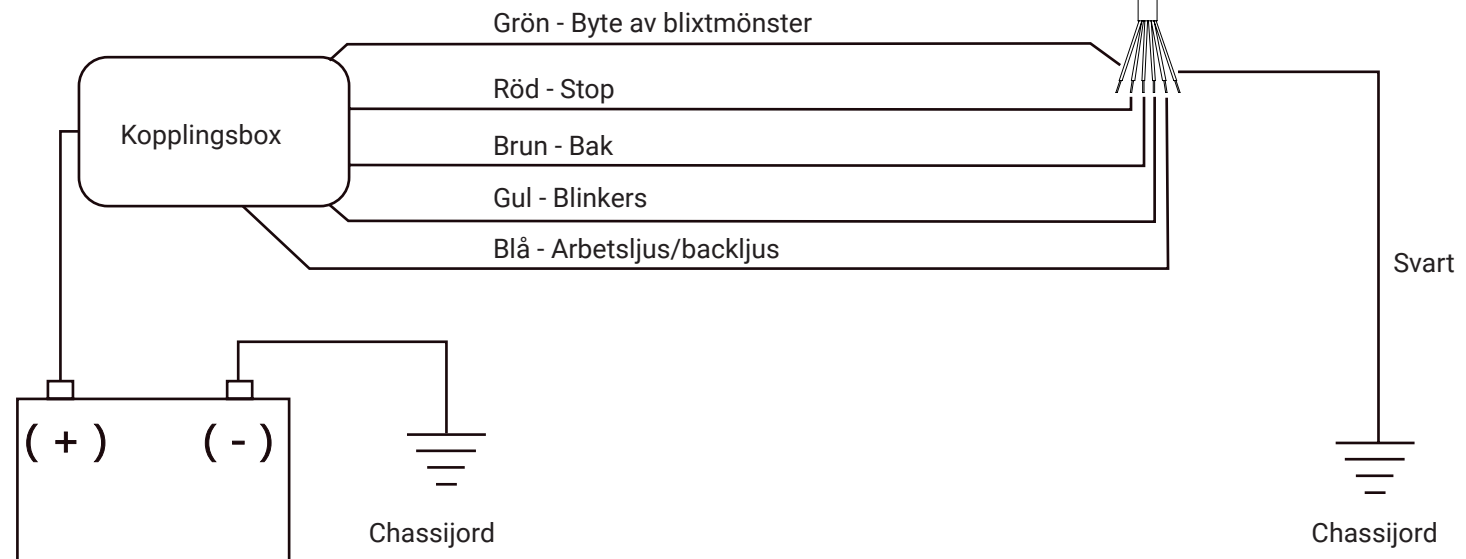 Grön - Byte av blixtmönster
Röd - Stop
Kopplingsbox
Brun - Bak
Gul - Blinkers
Blå - Arbetsljus/backljus
Svart
( + )
( - )
Chassijord
Chassijord